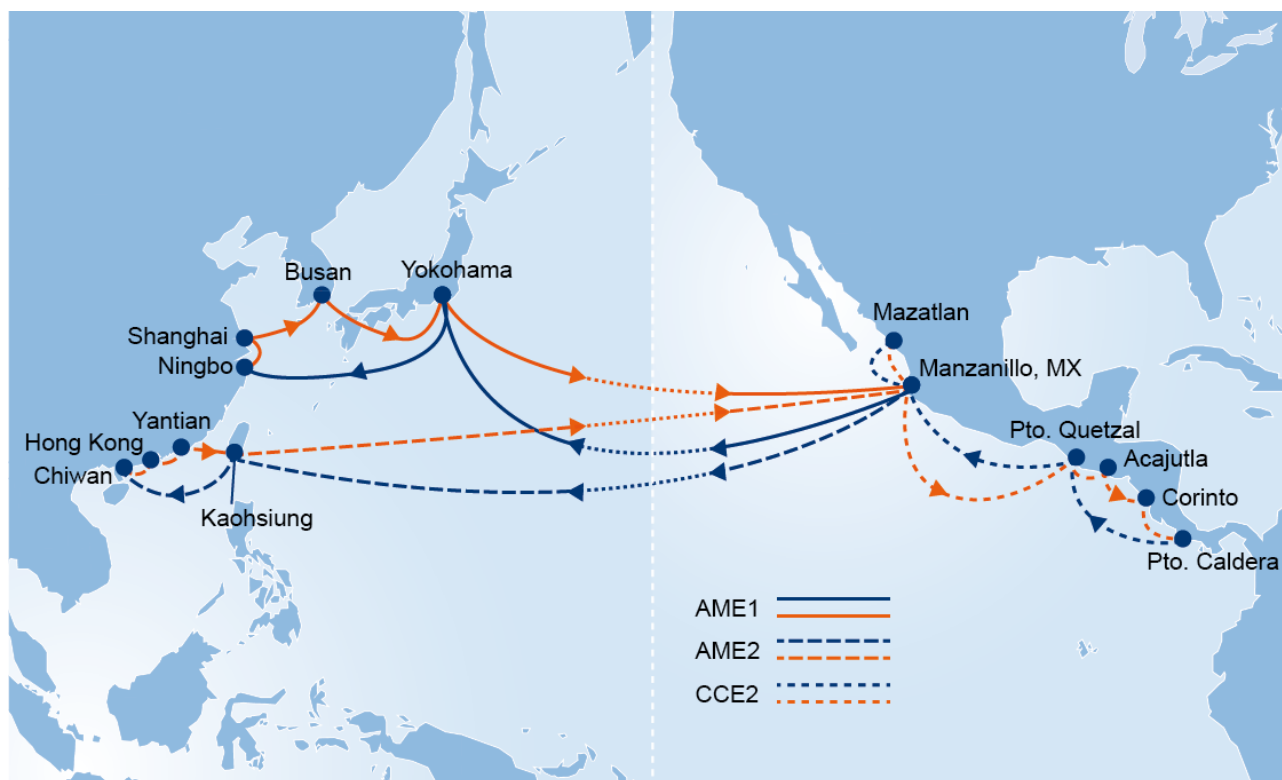 Busan
Yokohama
Shanghai
Ningbo
Yantian
Hong Kong
Chiwan
Kaohsiung
Mazatlan
Manzanillo, MX
Pto. Quetzal
Acajutla
Corinto
Pto. Caldera
AME1
AME2
CCE2